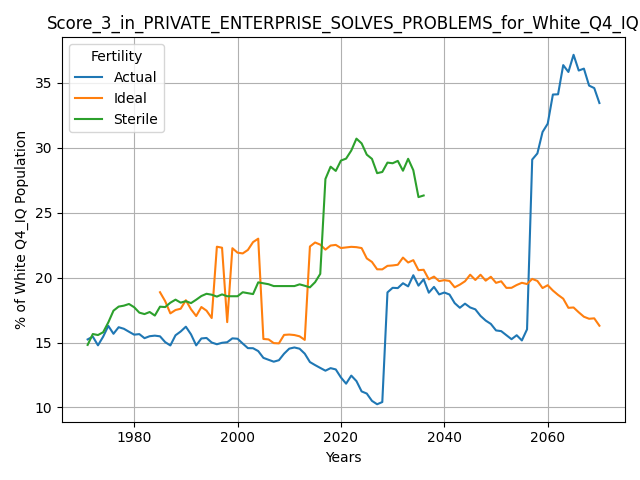 Score_3_in_PRIVATE_ENTERPRISE_SOLVES_PROBLEMS_for_White_Q4_IQ
Fertility
Actual
Ideal
Sterile
% of White Q4_IQ Population
35
30
25
20
15
10
1980
2000
2020
2040
2060
Years